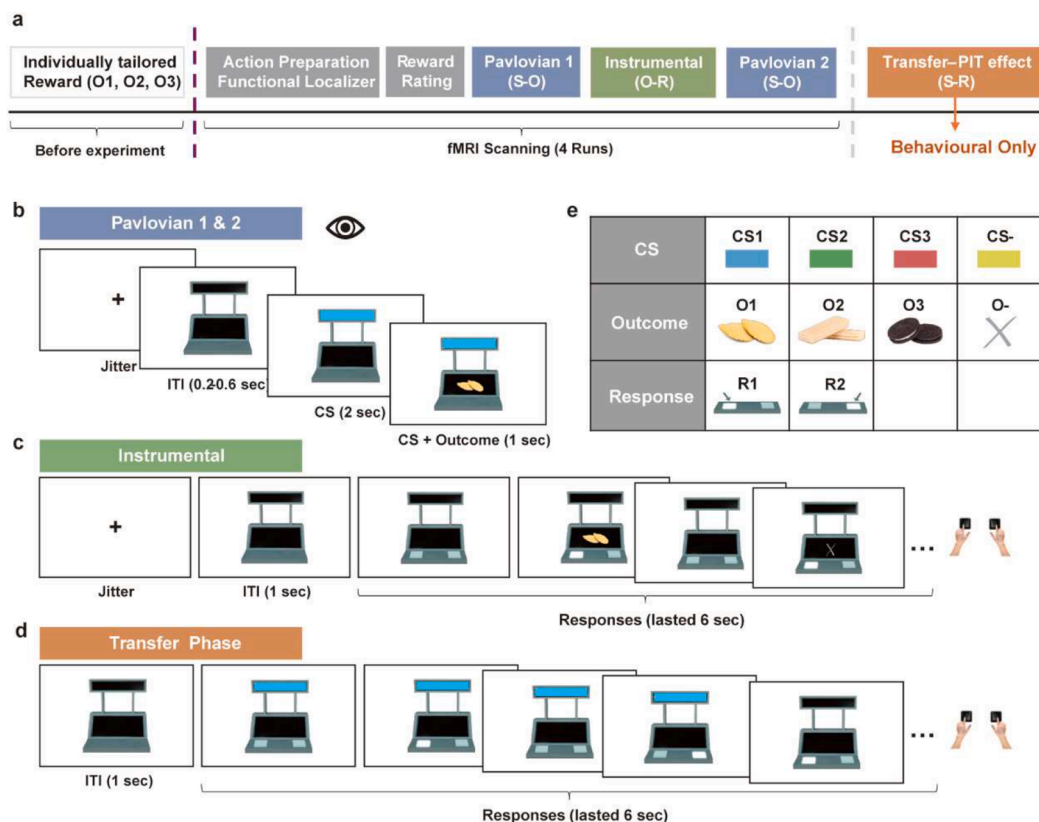 a
Individually tailored
Reward (O1, O2, O3)
Action Preparation
Functional Localizer
Reward
Rating
Pavlovian 1
(S-O)
Instrumental
(O-R)
Pavlovian 2
(S-O)
Transfer–PIT effect
(S-R)
Before experiment
fMRI Scanning (4 Runs)
Behavioural Only
b
Pavlovian 1 & 2
+
Jitter
ITI (0.2-0.6 sec)
CS (2 sec)
CS + Outcome (1 sec)
e
CS
CS1
CS2
CS3
CS-
Outcome
O1
O2
O3
O-
Response
R1
R2
c
Instrumental
+
Jitter
ITI (1 sec)
...
Responses (lasted 6 sec)
d
Transfer Phase
ITI (1 sec)
...
Responses (lasted 6 sec)